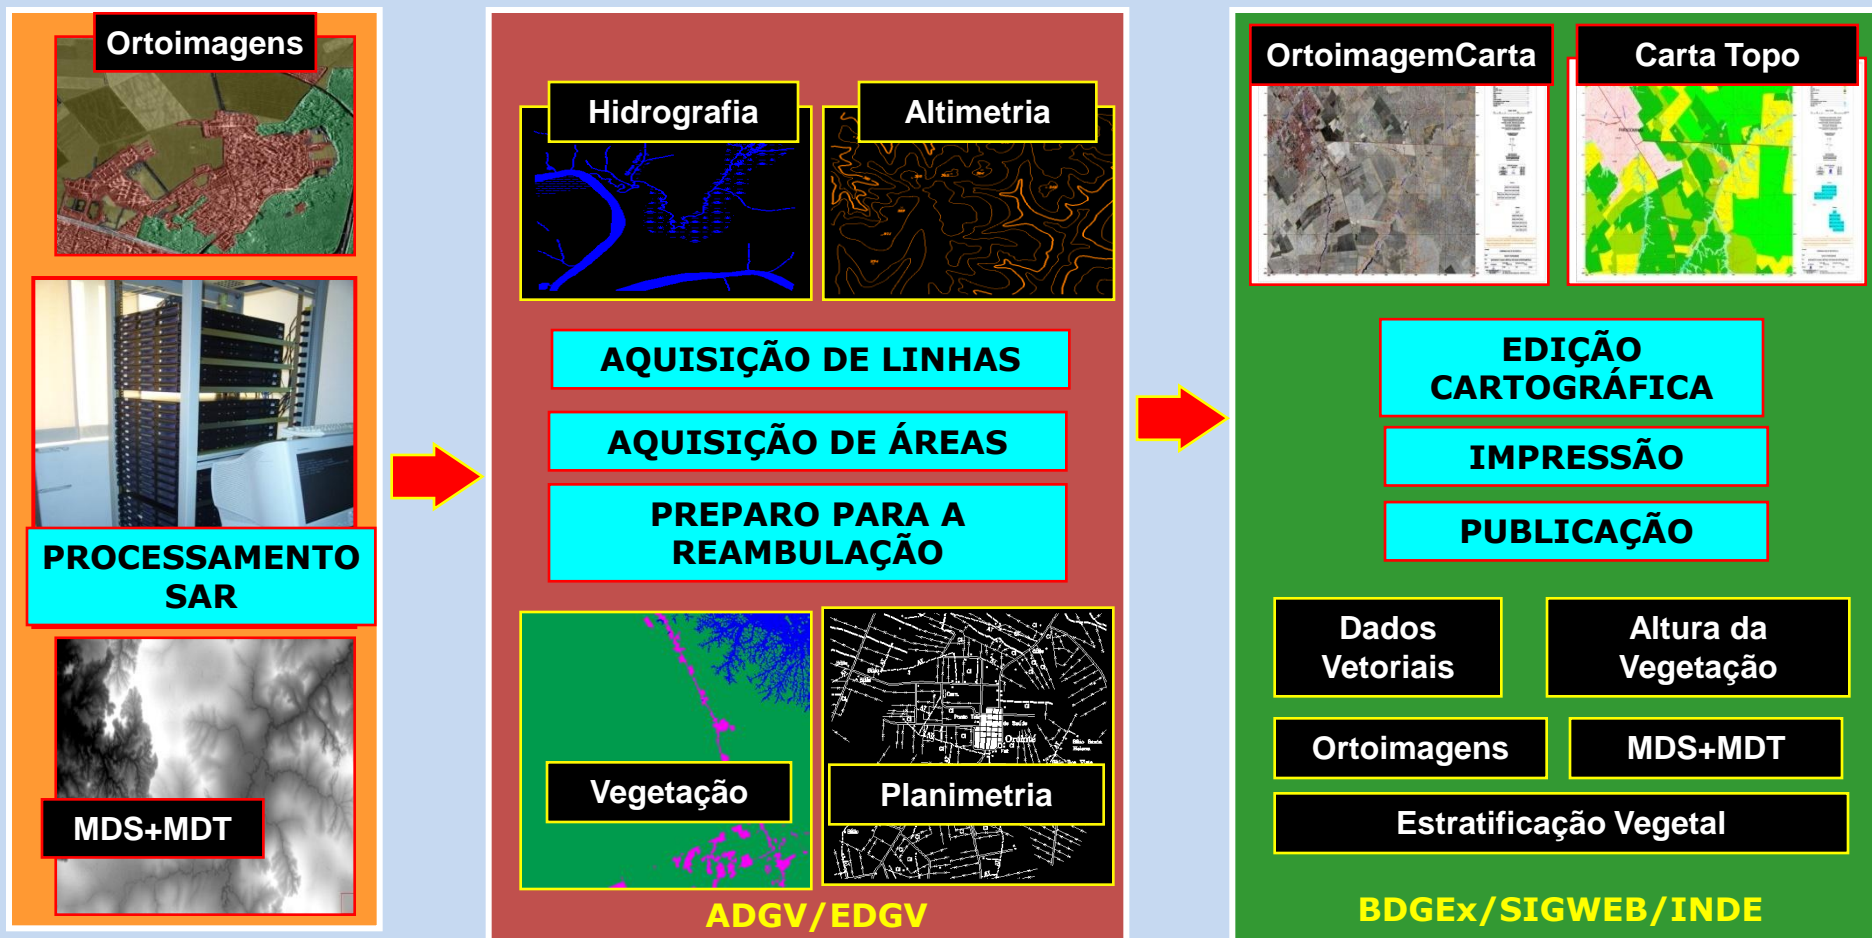 Ortoimagens
PROCESSAMENTO
SAR
MDS+MDT
Hidrografia
Altimetria
AQUISIÇÃO DE LINHAS
AQUISIÇÃO DE ÁREAS
PREPARO PARA A
REAMBULAÇÃO
Vegetação
Planimetria
ADGV/EDGV
OrtoimagemCarta
Carta Topo
EDIÇÃO
CARTOGRÁFICA
IMPRESSÃO
PUBLICAÇÃO
Dados
Vetoriais
Altura da
Vegetação
Ortoimagens
MDS+MDT
Estratificação Vegetal
BDGEx/SIGWEB/INDE